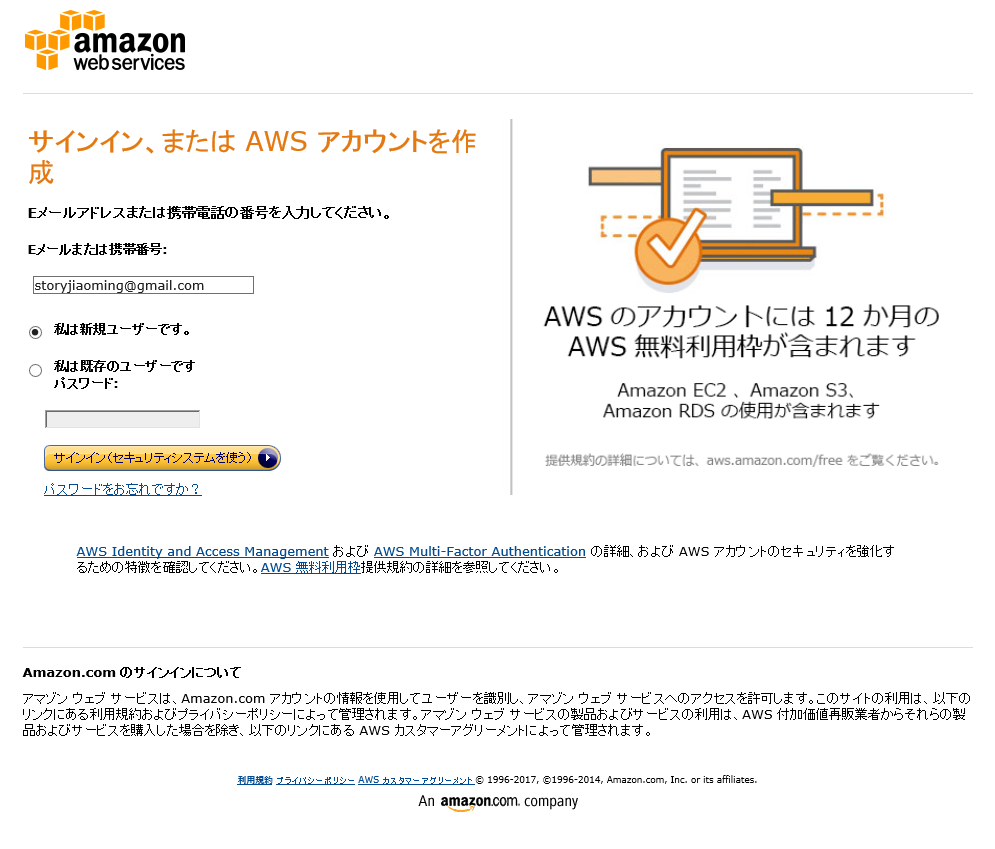 amazon
web services
サインイン、または AWS アカウントを作
成
Eメールアドレスまたは携帯電話の番号を入力してください。
Eメールまたは携帯番号:
storyjiaoming@gmail.com
私は新規ユーザーです。
私は既存のユーザーです
パスワード:
サインイン(セキュリティシステムを使う)
パスワードをお忘れですか?
AWS のアカウントには 12 か月の
AWS 無料利用枠が含まれます
Amazon EC2 、Amazon S3、
Amazon RDS の使用が含まれます
提供規約の詳細については、aws.amazon.com/free をご覧ください。
AWS Identity and Access Management および AWS Multi-Factor Authentication の詳細、および AWS アカウントのセキュリティを強化す
るための特徴を確認してください。AWS 無料利用枠提供規約の詳細を参照してください。
Amazon.com のサインインについて
アマゾン ウェブ サービスは、Amazon.com アカウントの情報を使用してユーザーを識別し、アマゾン ウェブ サービスへのアクセスを許可します。このサイトの利用は、以下の
リンクにある利用規約およびプライバシーポリシーによって管理されます。アマゾン ウェブ サービスの製品およびサービスの利用は、AWS 付加価値再販業者からそれらの製
品およびサービスを購入した場合を除き、以下のリンクにある AWS カスタマーアグリーメントによって管理されます。
利用規約 プライバシーポリシー AWS カスタマーアグリーメント © 1996-2017, ©1996-2014, Amazon.com, Inc. or its affiliates.
An amazon.com. company